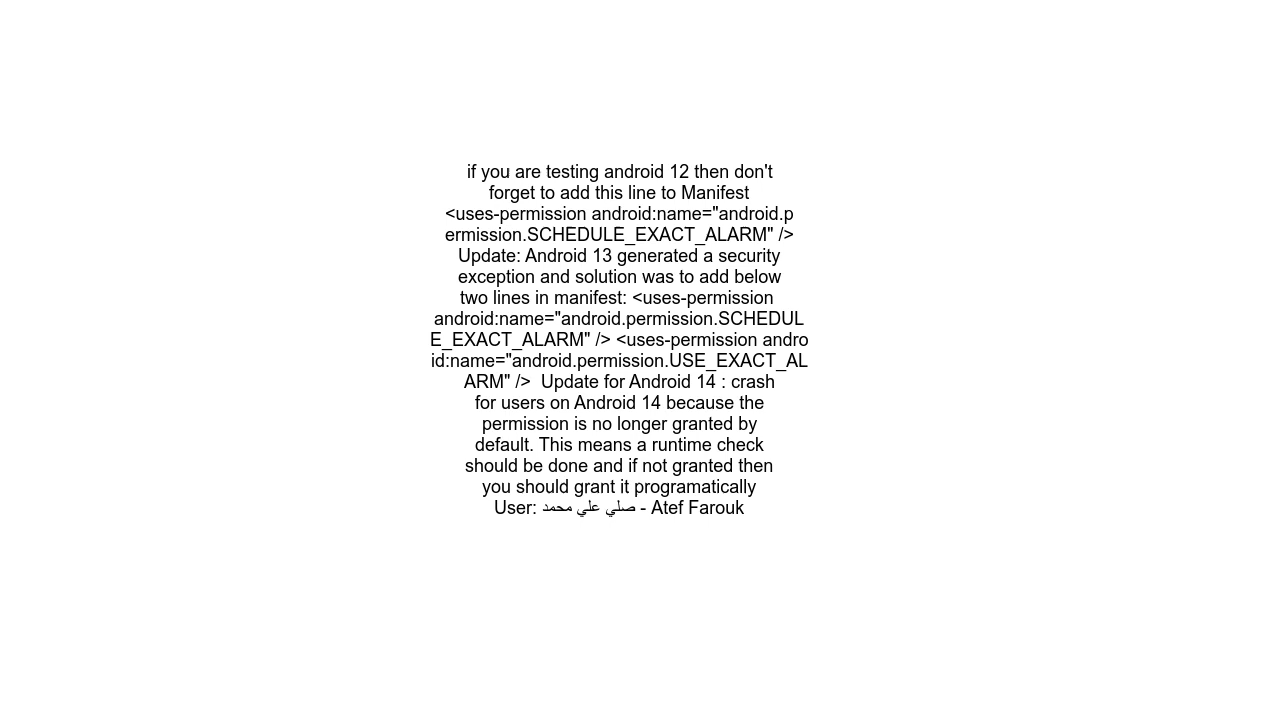 if you are testing android 12 then don't
forget to add this line to Manifest
<uses-permission android:name="android.p
ermission.SCHEDULE_EXACT_ALARM" />
Update: Android 13 generated a security
exception and solution was to add below
two lines in manifest: <uses-permission
android:name="android.permission.SCHEDUL
E_EXACT_ALARM" /> <uses-permission andro
id:name="android.permission.USE_EXACT_AL
ARM" />  Update for Android 14 : crash
for users on Android 14 because the
permission is no longer granted by
default. This means a runtime check
should be done and if not granted then
you should grant it programatically
User: صلي علي محمد - Atef Farouk